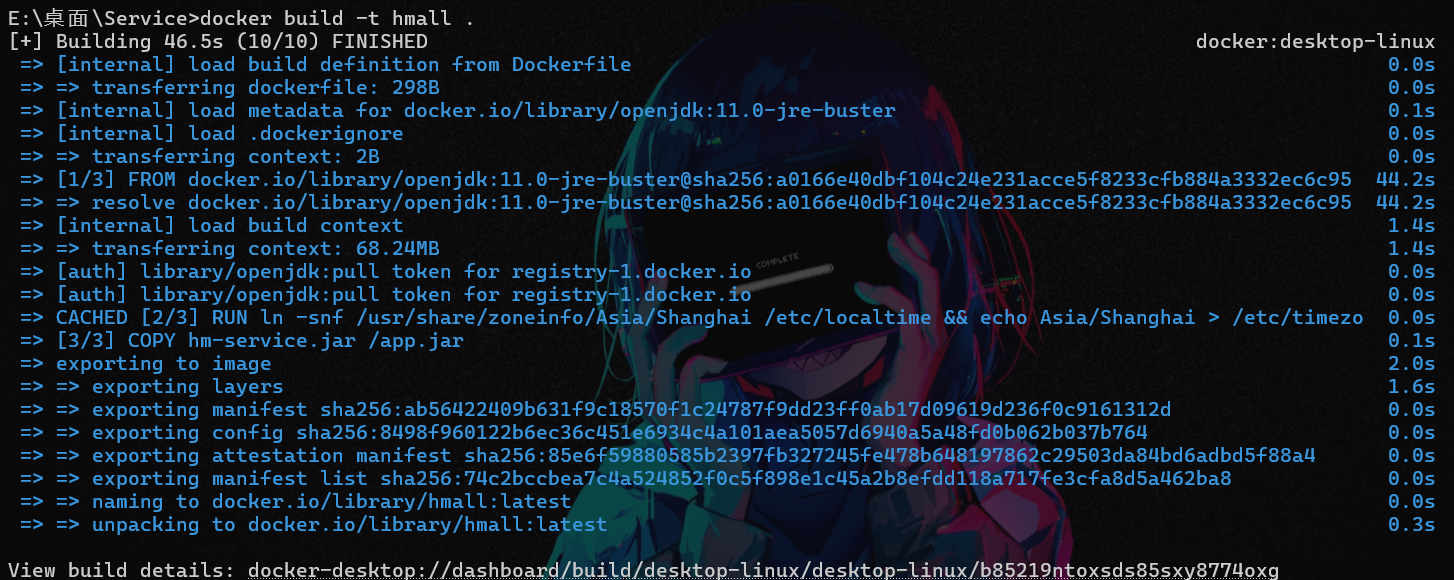 E:\桌面\Service>docker build -t hmall .
[+] Building 46.5s (10/10) FINISHED docker:desktop-linux
=> [internal] load build definition from Dockerfile 0.0s
=> => transferring dockerfile: 298B 0.0s
=> [internal] load metadata for docker.io/library/openjdk:11.0-jre-buster 0.1s
=> [internal] load .dockerignore 0.0s
=> => transferring context: 2B 0.0s
=> [1/3] FROM docker.io/library/openjdk:11.0-jre-buster@sha256:a0166e40dbf104c24e231acce5f8233cfb884a3332ec6c95 44.2s
=> => resolve docker.io/library/openjdk:11.0-jre-buster@sha256:a0166e40dbf104c24e231acce5f8233cfb884a3332ec6c95 44.2s
=> [internal] load build context 1.4s
=> => transferring context: 68.24MB 1.4s
=> [auth] library/openjdk:pull token for registry-1.docker.io 0.0s
=> [auth] library/openjdk:pull token for registry-1.docker.io 0.0s
=> CACHED [2/3] RUN ln -snf /usr/share/zoneinfo/Asia/Shanghai /etc/localtime && echo Asia/Shanghai > /etc/timezo 0.0s
=> [3/3] COPY hm-service.jar /app.jar 0.1s
=> exporting to image 2.0s
=> => exporting layers 1.6s
=> => exporting manifest sha256:ab56422409b631f9c18570f1c24787f9dd23ff0ab17d09619d236f0c9161312d 0.0s
=> => exporting config sha256:8498f960122b6ec36c451e6934c4a101aea5057d6940a5a48fd0b062b037b764 0.0s
=> => exporting attestation manifest sha256:85e6f59880585b2397fb327245fe478b648197862c29503da84bd6adbd5f88a4 0.0s
=> => exporting manifest list sha256:74c2bccbea7c4a524852f0c5f898e1c45a2b8efdd118a717fe3cfa8d5a462ba8 0.0s
=> => naming to docker.io/library/hmall:latest 0.0s
=> => unpacking to docker.io/library/hmall:latest 0.3s
View build details: docker-desktop://dashboard/build/desktop-linux/desktop-linux/b85219ntoxsds85sxy8774oxg
COMPLETE